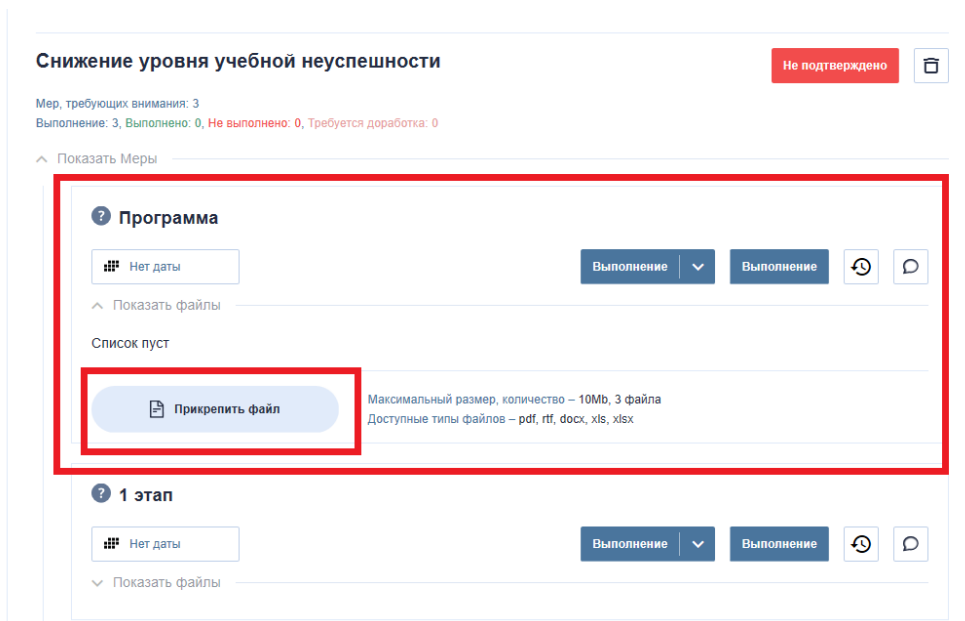 Снижение уровня учебной неуспешности
Не подтверждено
Мер, требующих внимания: 3
Выполнение: 3, Выполнено: 0, Не выполнено: 0, Требуется доработка: 0
Показать Меры
? Программа
Нет даты
Выполнение
Выполнение
Показать файлы
Список пуст
Прикрепить файл
Максимальный размер, количество – 10Mb, 3 файла
Доступные типы файлов – pdf, rtf, docx, xls, xlsx
? 1 этап
Нет даты
Выполнение
Выполнение
Показать файлы